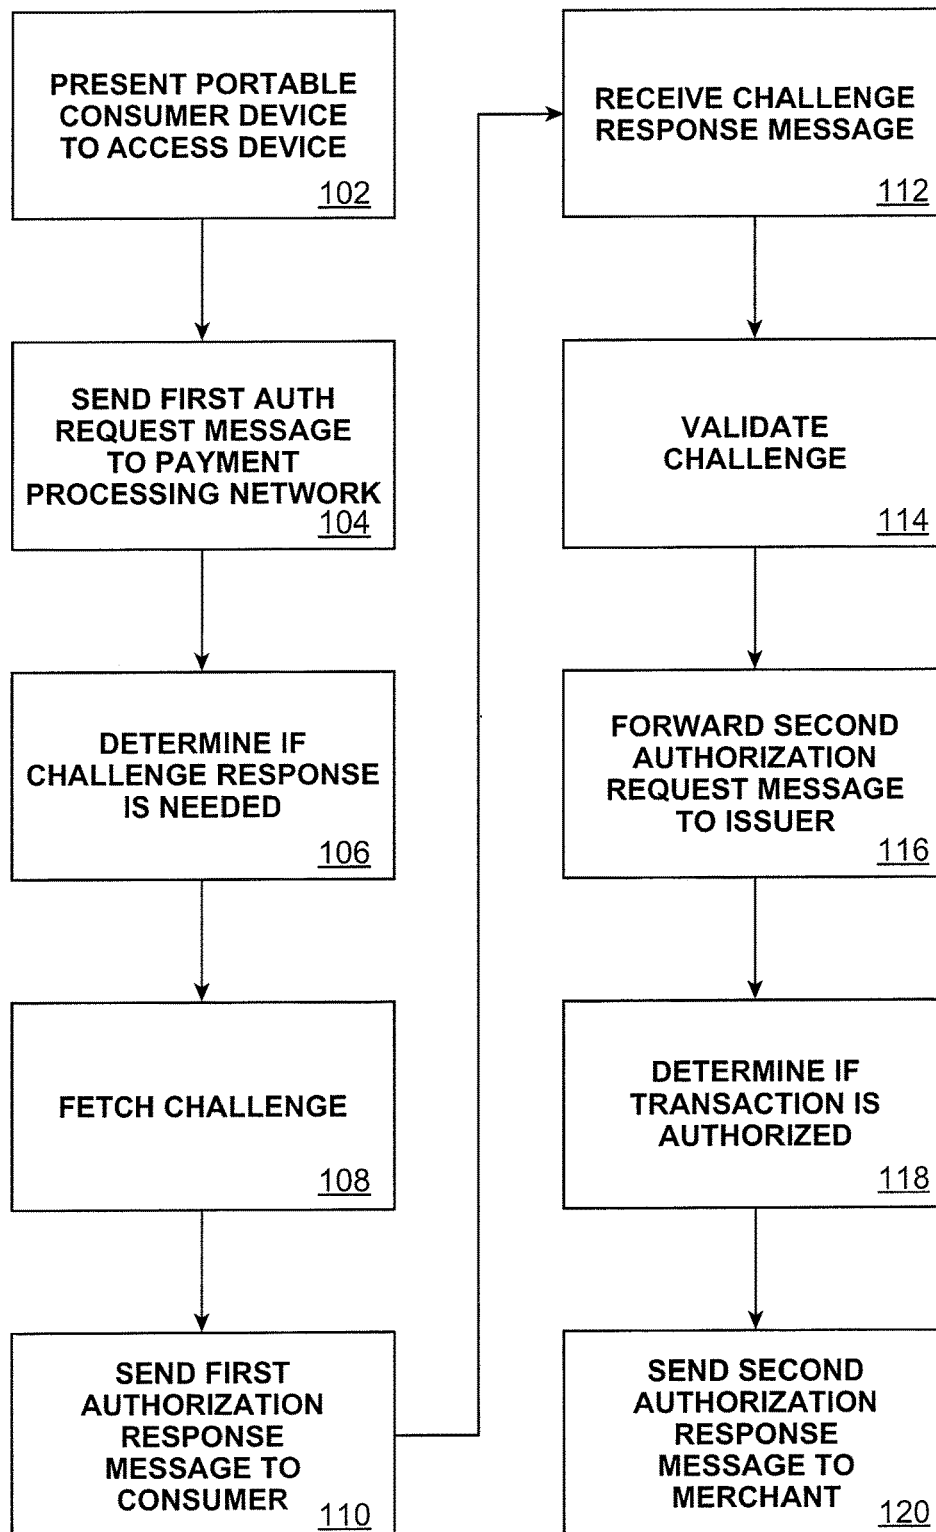 PRESENT PORTABLE
CONSUMER DEVICE
TO ACCESS DEVICE
102
SEND FIRST AUTH
REQUEST MESSAGE
TO PAYMENT
PROCESSING NETWORK
104
DETERMINE IF
CHALLENGE RESPONSE
IS NEEDED
106
FETCH CHALLENGE
108
SEND FIRST
AUTHORIZATION
RESPONSE
MESSAGE TO
CONSUMER
110
RECEIVE CHALLENGE
RESPONSE MESSAGE
112
VALIDATE
CHALLENGE
114
FORWARD SECOND
AUTHORIZATION
REQUEST MESSAGE
TO ISSUER
116
DETERMINE IF
TRANSACTION IS
AUTHORIZED
118
SEND SECOND
AUTHORIZATION
RESPONSE
MESSAGE TO
MERCHANT
120